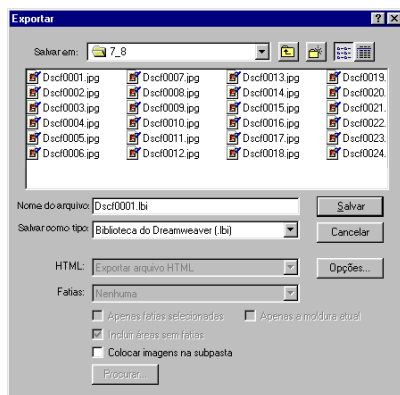 Exportar
Salvar em: 7_8
Dscf0001.jpg Dscf0007.jpg Dscf0013.jpg Dscf0019.
Dscf0002.jpg Dscf0008.jpg Dscf0014.jpg Dscf0020.
Dscf0003.jpg Dscf0009.jpg Dscf0015.jpg Dscf0021.
Dscf0004.jpg Dscf0010.jpg Dscf0016.jpg Dscf0022.
Dscf0005.jpg Dscf0011.jpg Dscf0017.jpg Dscf0023.
Dscf0006.jpg Dscf0012.jpg Dscf0018.jpg Dscf0024.
Nome do arquivo: Dscf0001.lbi Salvar
Salvar como tipo: Biblioteca do Dreamweaver (.lbi) Cancelar
HTML: Exportar arquivo HTML Opções...
Fatias: Nenhuma
Apenas fatias selecionadas Apenas a moldura atual
Incluir áreas sem fatias
Colocar imagens na subpasta
Procurar...